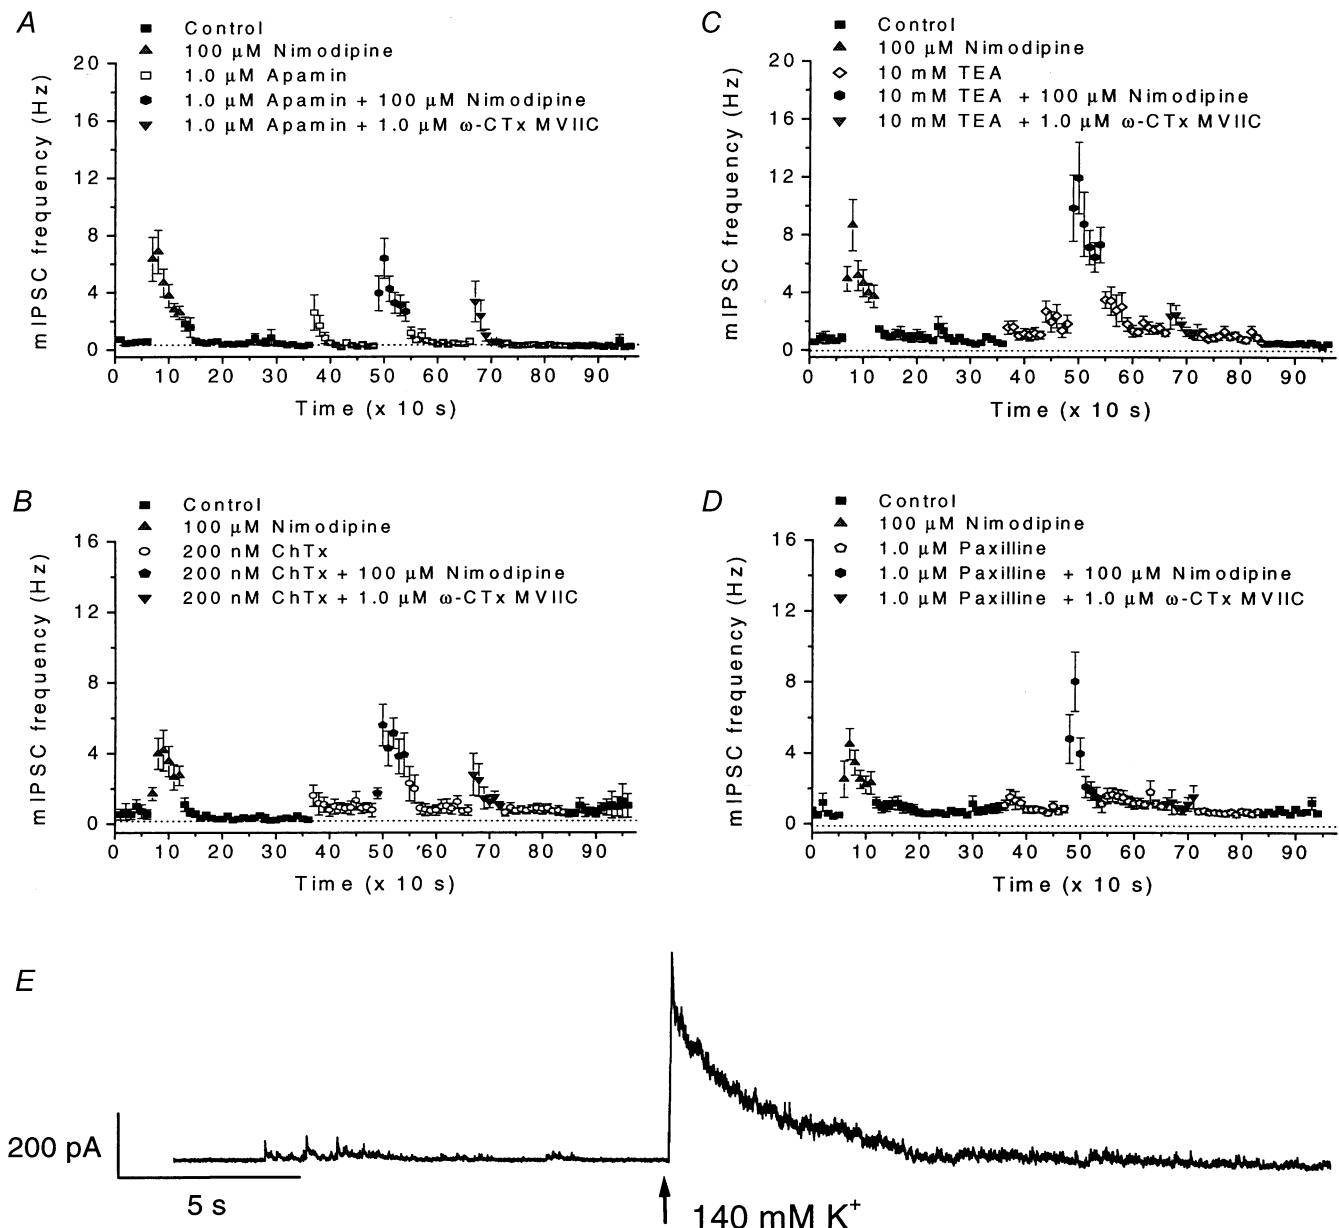 A
Control
100 µM Nimodipine
1.0 µM Apamin
1.0 µM Apamin + 100 µM Nimodipine
1.0 µM Apamin + 1.0 µM ω-CTx MVIIC
mIPSC frequency (Hz)
20
16
12
8
4
0
0 10 20 30 40 50 60 70 80 90
Time (x 10 s)
C
Control
100 µM Nimodipine
10 mM TEA
10 mM TEA + 100 µM Nimodipine
10 mM TEA + 1.0 µM ω-CTx MVIIC
mIPSC frequency (Hz)
20
16
12
8
4
0
0 10 20 30 40 50 60 70 80 90
Time (x 10 s)
B
Control
100 µM Nimodipine
200 nM ChTx
200 nM ChTx + 100 µM Nimodipine
200 nM ChTx + 1.0 µM ω-CTx MVIIC
mIPSC frequency (Hz)
16
12
8
4
0
0 10 20 30 40 50 60 70 80 90
Time (x 10 s)
D
Control
100 µM Nimodipine
1.0 µM Paxilline
1.0 µM Paxilline + 100 µM Nimodipine
1.0 µM Paxilline + 1.0 µM ω-CTx MVIIC
mIPSC frequency (Hz)
16
12
8
4
0
0 10 20 30 40 50 60 70 80 90
Time (x 10 s)
E
200 pA
5 s
140 mM K⁺